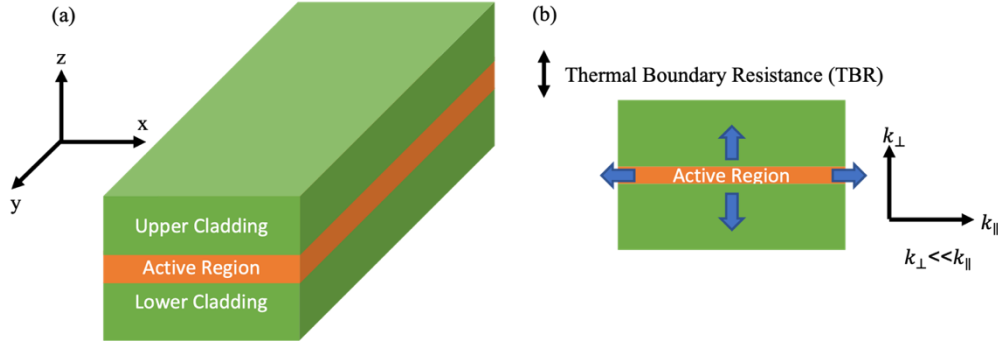 (a)
z
x
y
Upper Cladding
Active Region
Lower Cladding
(b)
Thermal Boundary Resistance (TBR)
Active Region
k⊥
k∥
k⊥<<k∥